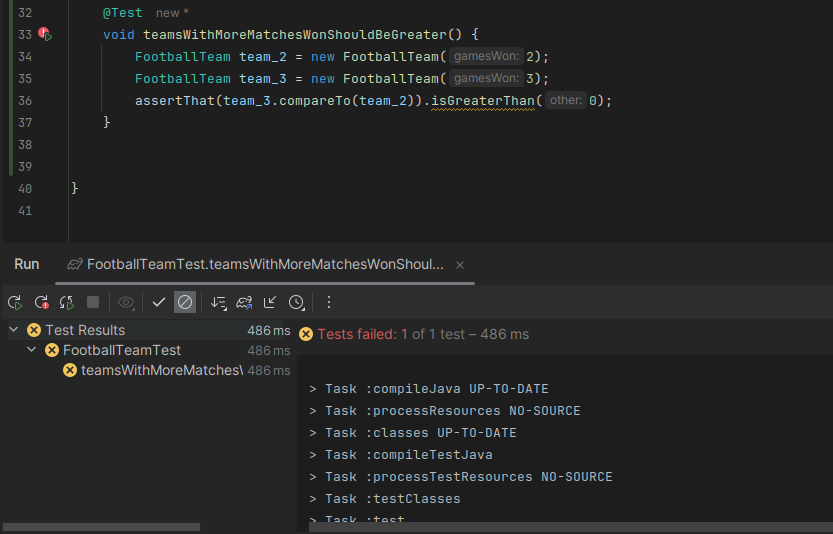 32 @Test new *
33 void teamsWithMoreMatchesWonShouldBeGreater() {
34 FootballTeam team_2 = new FootballTeam( gamesWon: 2);
35 FootballTeam team_3 = new FootballTeam( gamesWon: 3);
36 assertThat(team_3.compareTo(team_2)).isGreaterThan( other: 0);
37 }
38
39
40 }
41
Run FootballTeamTest.teamsWithMoreMatchesWonShoul... ×
Test Results 486 ms
Tests failed: 1 of 1 test – 486 ms
FootballTeamTest 486 ms
teamsWithMoreMatches 486 ms
> Task :compileJava UP-TO-DATE
> Task :processResources NO-SOURCE
> Task :classes UP-TO-DATE
> Task :compileTestJava
> Task :processTestResources NO-SOURCE
> Task :testClasses
> Task :test